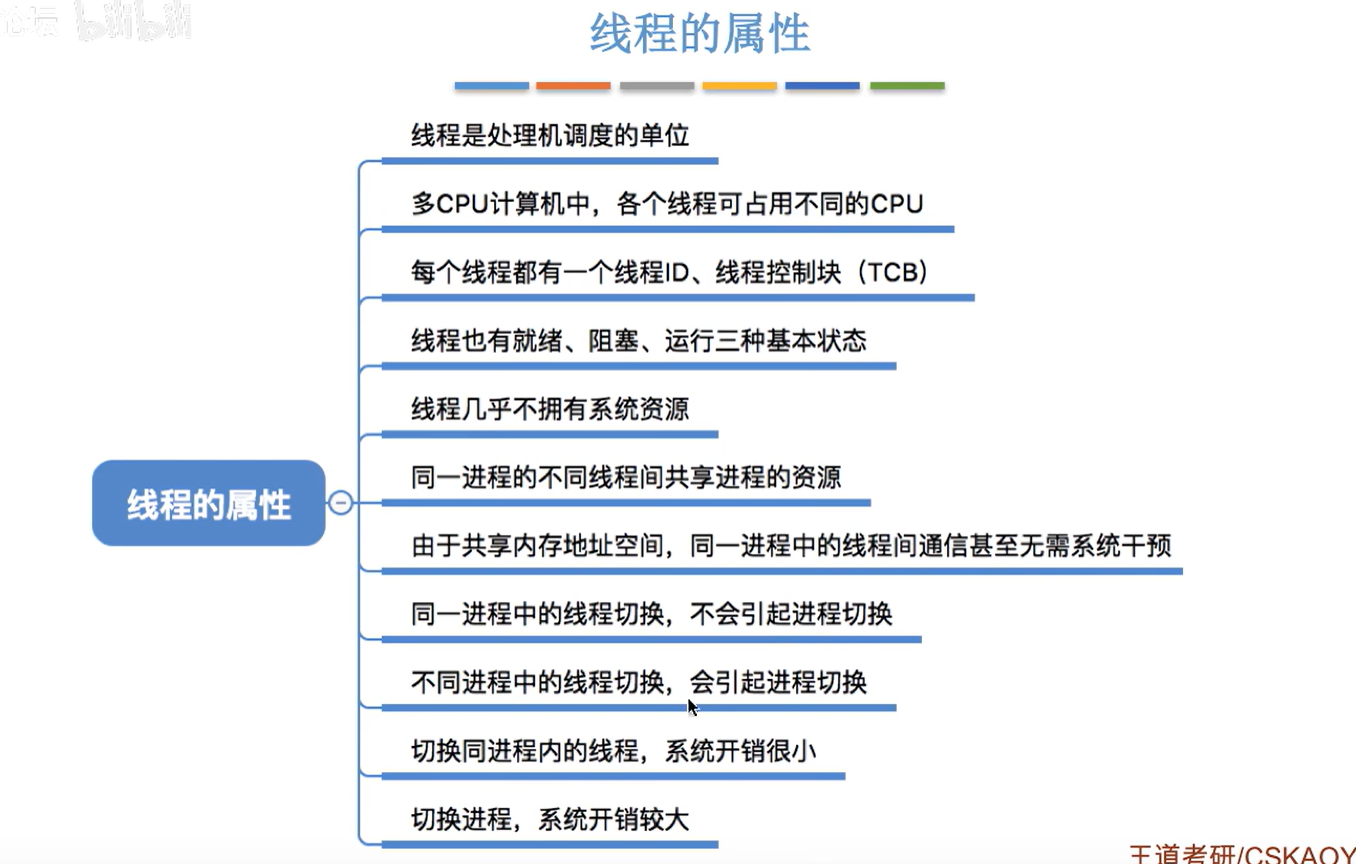 论坛 bilibili
线程的属性
线程是处理机调度的单位
多CPU计算机中，各个线程可占用不同的CPU
每个线程都有一个线程ID、线程控制块（TCB）
线程也有就绪、阻塞、运行三种基本状态
线程几乎不拥有系统资源
线程的属性
同一进程的不同线程间共享进程的资源
由于共享内存地址空间，同一进程中的线程间通信甚至无需系统干预
同一进程中的线程切换，不会引起进程切换
不同进程中的线程切换，会引起进程切换
切换同进程内的线程，系统开销很小
切换进程，系统开销较大
王道考研/CSKAOY